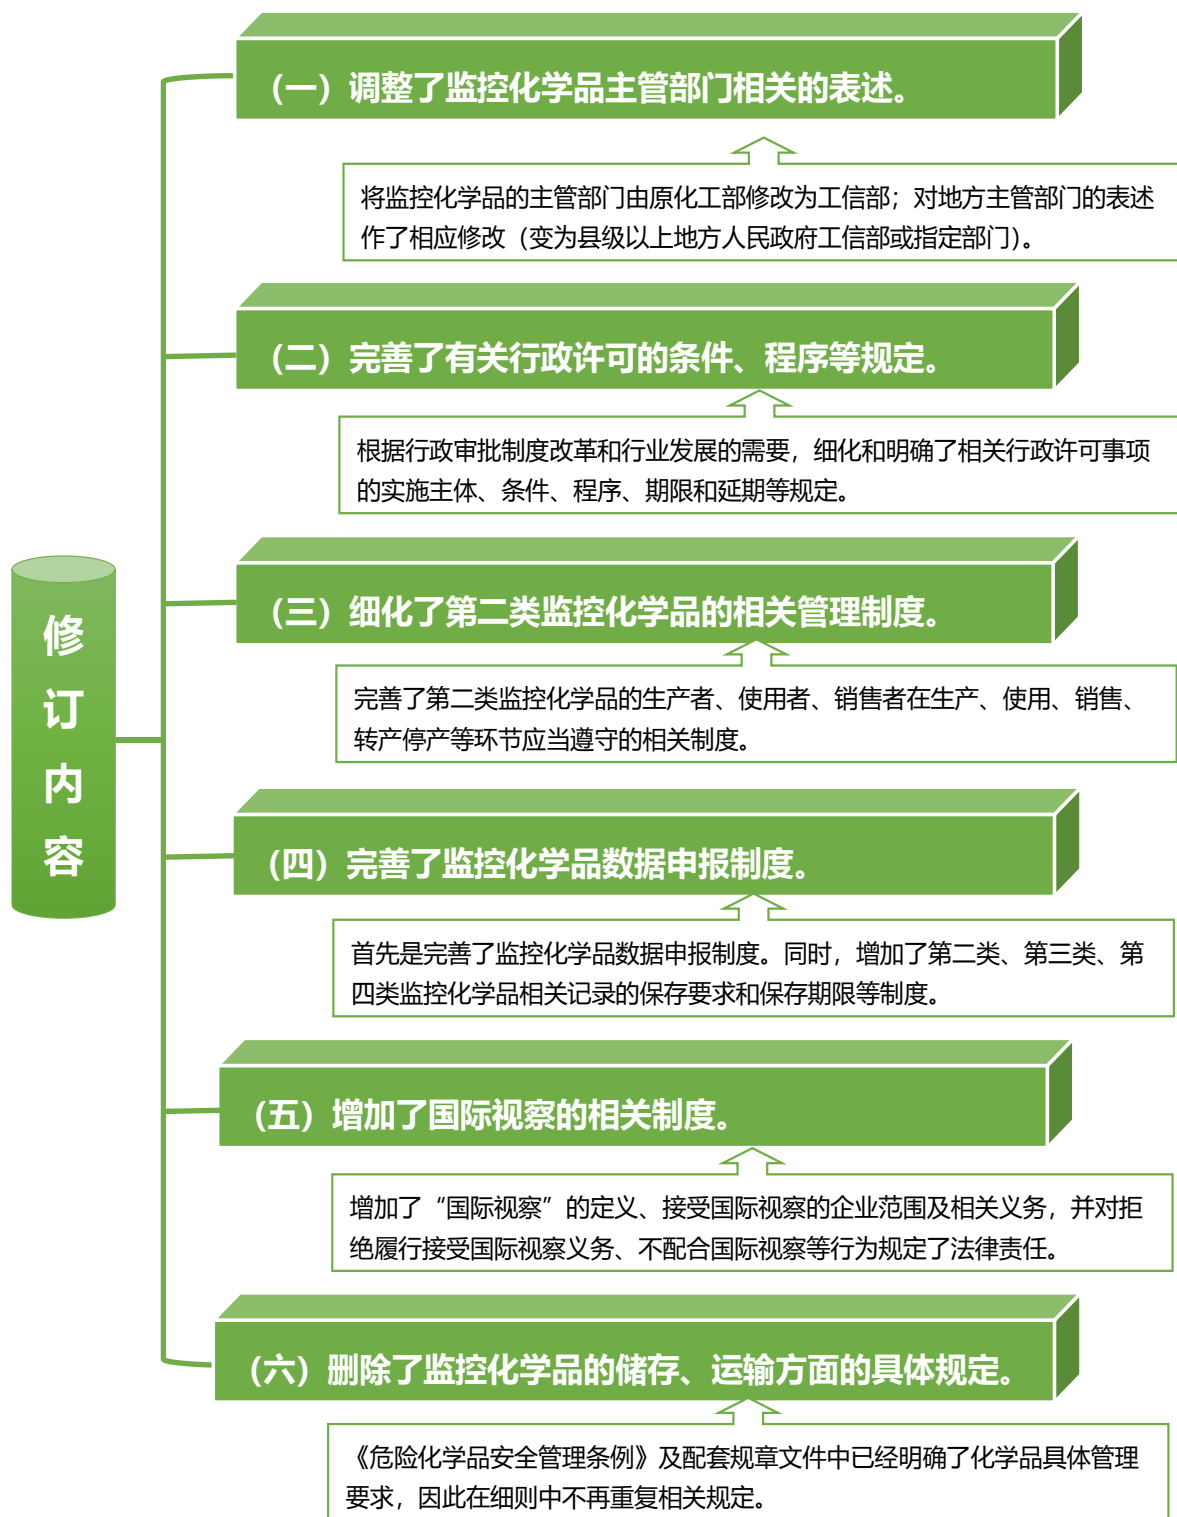 修
订
内
容
（一）调整了监控化学品主管部门相关的表述。
将监控化学品的主管部门由原化工部修改为工信部；对地方主管部门的表述
作了相应修改（变为县级以上地方人民政府工信部或指定部门）。
（二）完善了有关行政许可的条件、程序等规定。
根据行政审批制度改革和行业发展的需要，细化和明确了相关行政许可事项
的实施主体、条件、程序、期限和延期等规定。
（三）细化了第二类监控化学品的相关管理制度。
完善了第二类监控化学品的生产者、使用者、销售者在生产、使用、销售、
转产停产等环节应当遵守的相关制度。
（四）完善了监控化学品数据申报制度。
首先是完善了监控化学品数据申报制度。同时，增加了第二类、第三类、第
四类监控化学品相关记录的保存要求和保存期限等制度。
（五）增加了国际视察的相关制度。
增加了“国际视察”的定义、接受国际视察的企业范围及相关义务，并对拒
绝履行接受国际视察义务、不配合国际视察等行为规定了法律责任。
（六）删除了监控化学品的储存、运输方面的具体规定。
《危险化学品安全管理条例》及配套规章文件中已经明确了化学品具体管理
要求，因此在细则中不再重复相关规定。